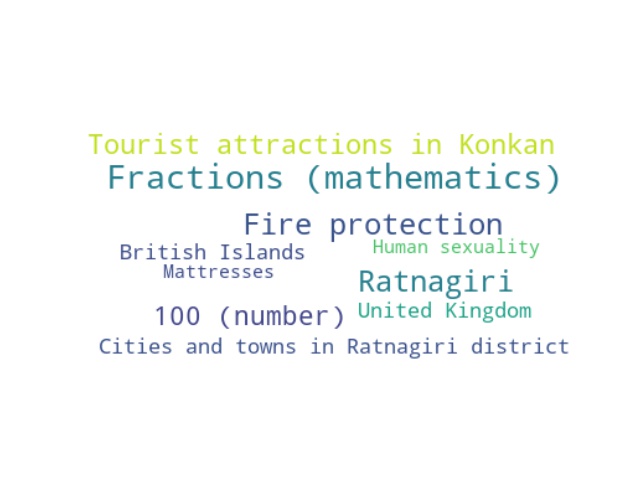 Tourist attractions in Konkan
Fractions (mathematics)
Fire protection
British Islands
Human sexuality
Mattresses
Ratnagiri
100 (number)
United Kingdom
Cities and towns in Ratnagiri district